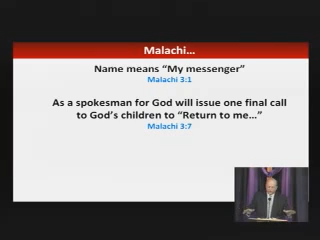 Malachi...
Name means “My messenger”
Malachi 3:1
As a spokesman for God will issue one final call
to God’s children to “Return to me...”
Malachi 3:7